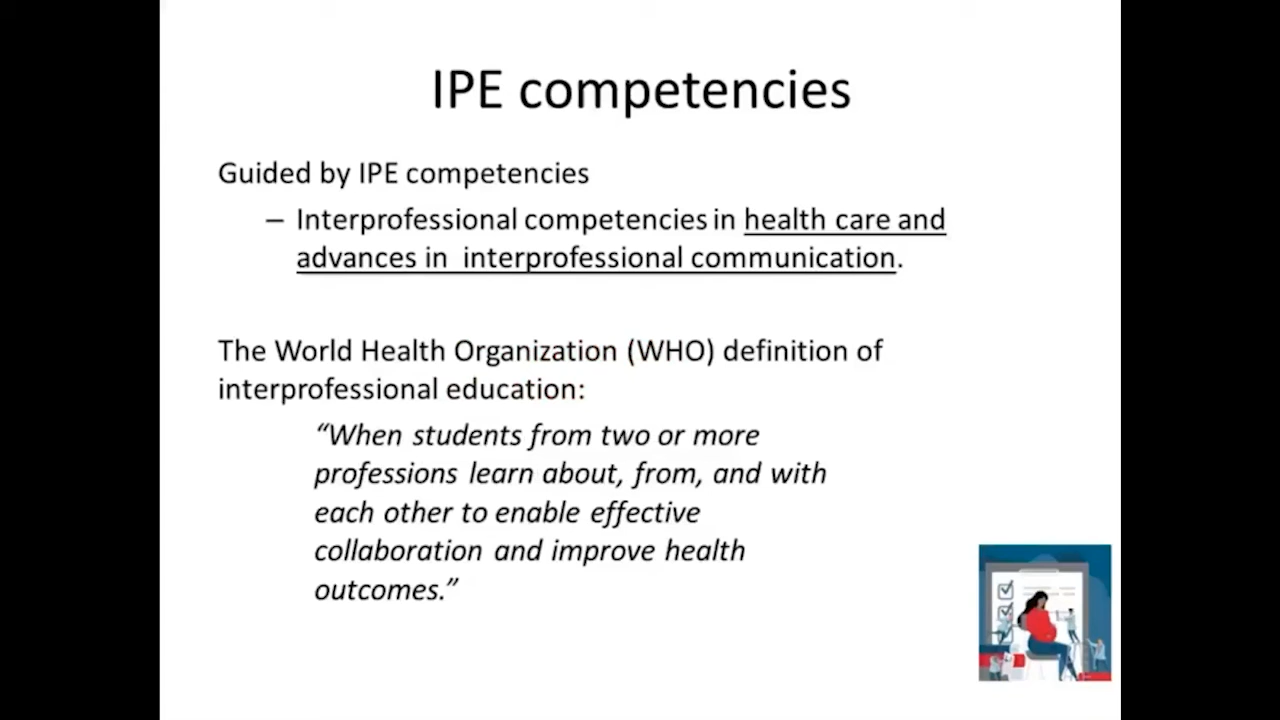 IPE competencies
Guided by IPE competencies
– Interprofessional competencies in health care and
advances in  interprofessional communication.
The World Health Organization (WHO) definition of
interprofessional education:
“When students from two or more
professions learn about, from, and with
each other to enable effective
collaboration and improve health
outcomes.”